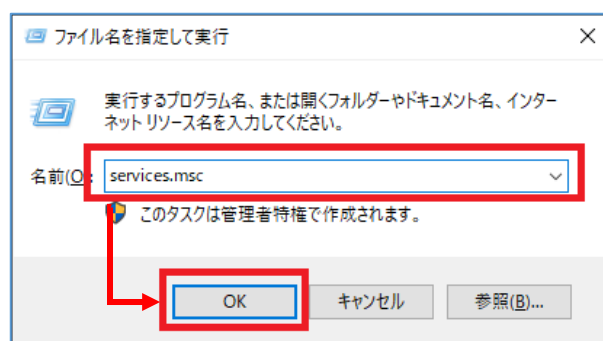 ファイル名を指定して実行
実行するプログラム名、または開くフォルダーやドキュメント名、インター
ネット リソース名を入力してください。
名前(O):
services.msc
このタスクは管理者特権で作成されます。
OK
キャンセル
参照(B)...